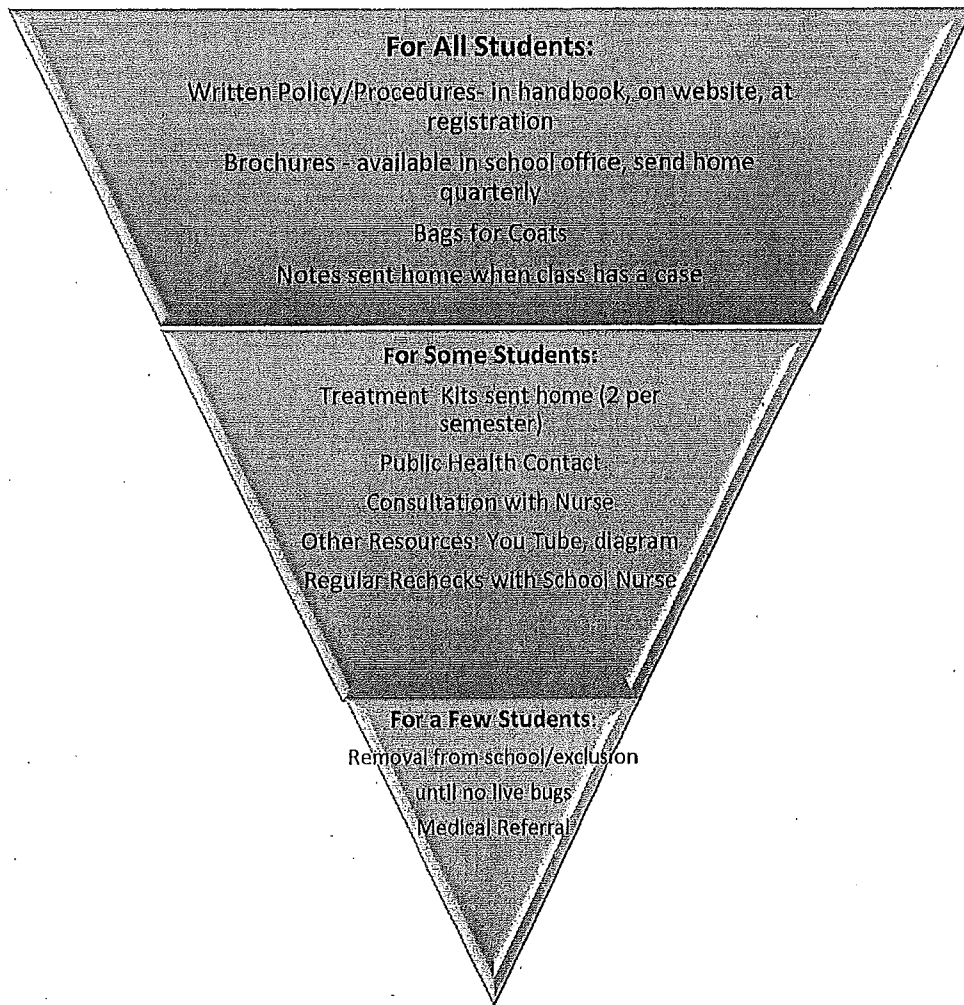 For All Students:
Written Policy/Procedures- in handbook, on website, at
registration
Brochures - available in school office, send home
quarterly
Bags for Coats
Notes sent home when class has a case
For Some Students:
Treatment Kits sent home (2 per
semester)
Public Health Contact
Consultation with Nurse
Other Resources: You Tube, diagram
Regular Rechecks with School Nurse
For a Few Students:
Removal from school/exclusion
until no live bugs
Medical Referral